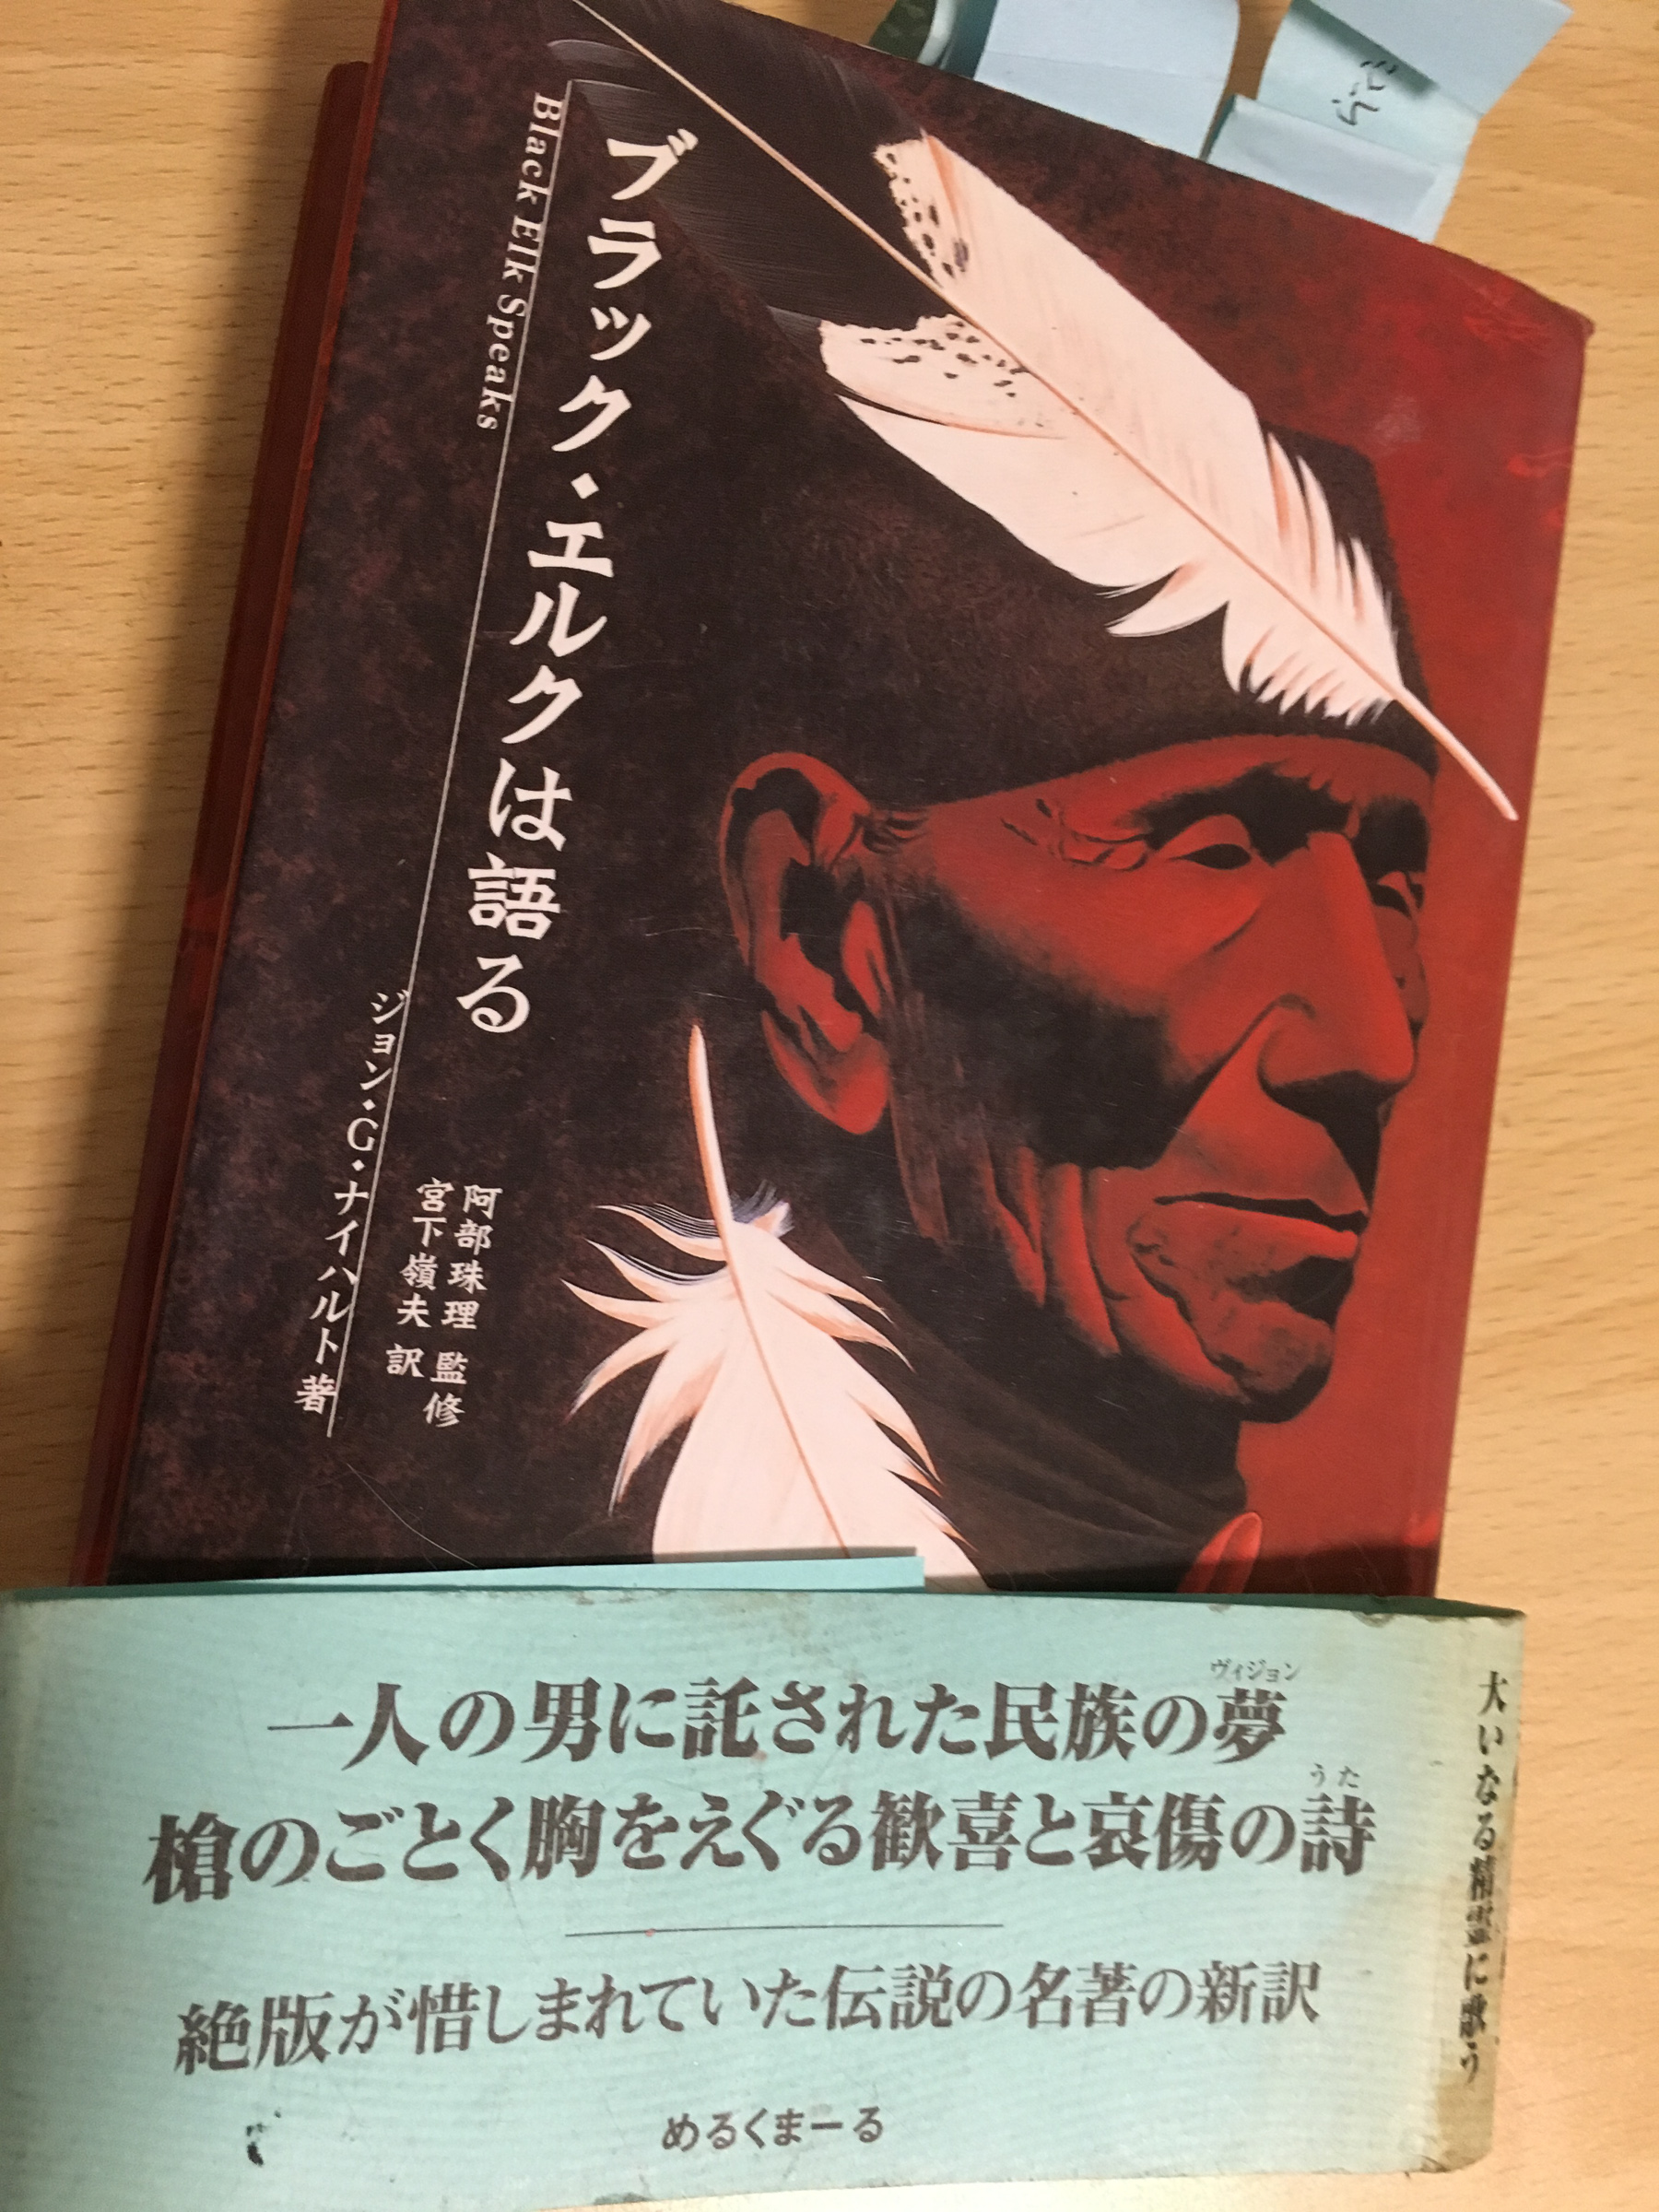 ブラック・エルクは語る
Black Elk Speaks
ジョン・G・ナイハルト 著
阿部珠理 監修
宮下嶺夫 訳
一人の男に託された民族の夢
ヴィジョン
槍のごとく胸をえぐる歓喜と哀傷の詩
うた
絶版が惜しまれていた伝説の名著の新訳
めるくまーる
大いなる精霊に歌う